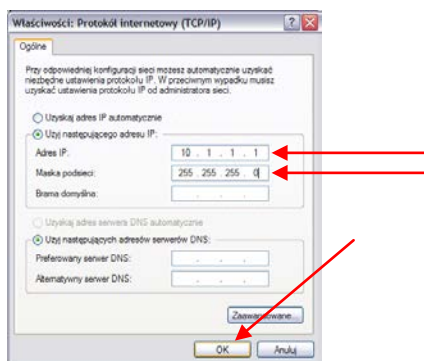 Właściwości: Protokół internetowy (TCP/IP)
Ogólne
Przy odpowiedniej konfiguracji sieci możesz automatycznie uzyskać
niezbędne ustawienia protokołu IP. W przeciwnym wypadku musisz
uzyskać ustawienia protokołu IP od administratora sieci.
Uzyskaj adres IP automatycznie
Użyj następującego adresu IP:
Adres IP: 10 . 1 . 1 . 1
Maska podsieci: 255 . 255 . 255 . 0
Brama domyślna: . . .
Uzyskaj adres serwera DNS automatycznie
Użyj następujących adresów serwerów DNS:
Preferowany serwer DNS: . . .
Alternatywny serwer DNS: . . .
Zaawansowane...
OK Anuluj